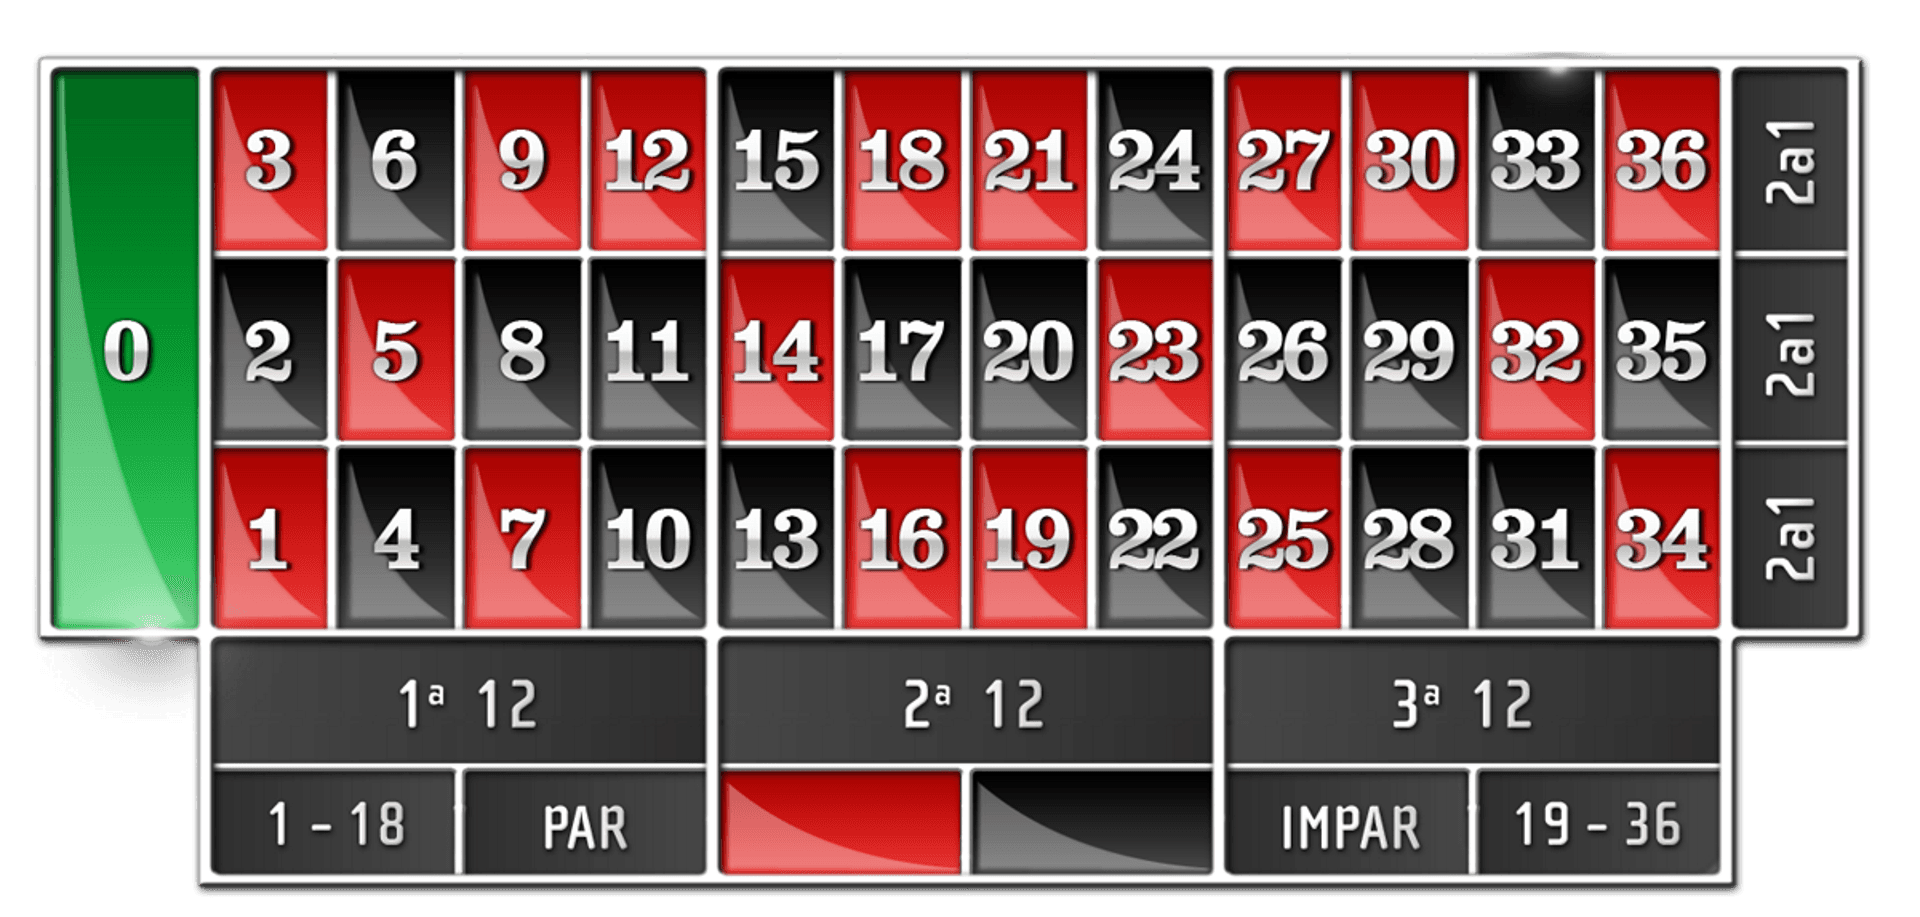 3 6 9 12 15 18 21 24 27 30 33 36 2a1
0 2 5 8 11 14 17 20 23 26 29 32 35 2a1
1 4 7 10 13 16 19 22 25 28 31 34 2a1
1ª 12 2ª 12 3ª 12
1 - 18 PAR IMPAR 19 - 36